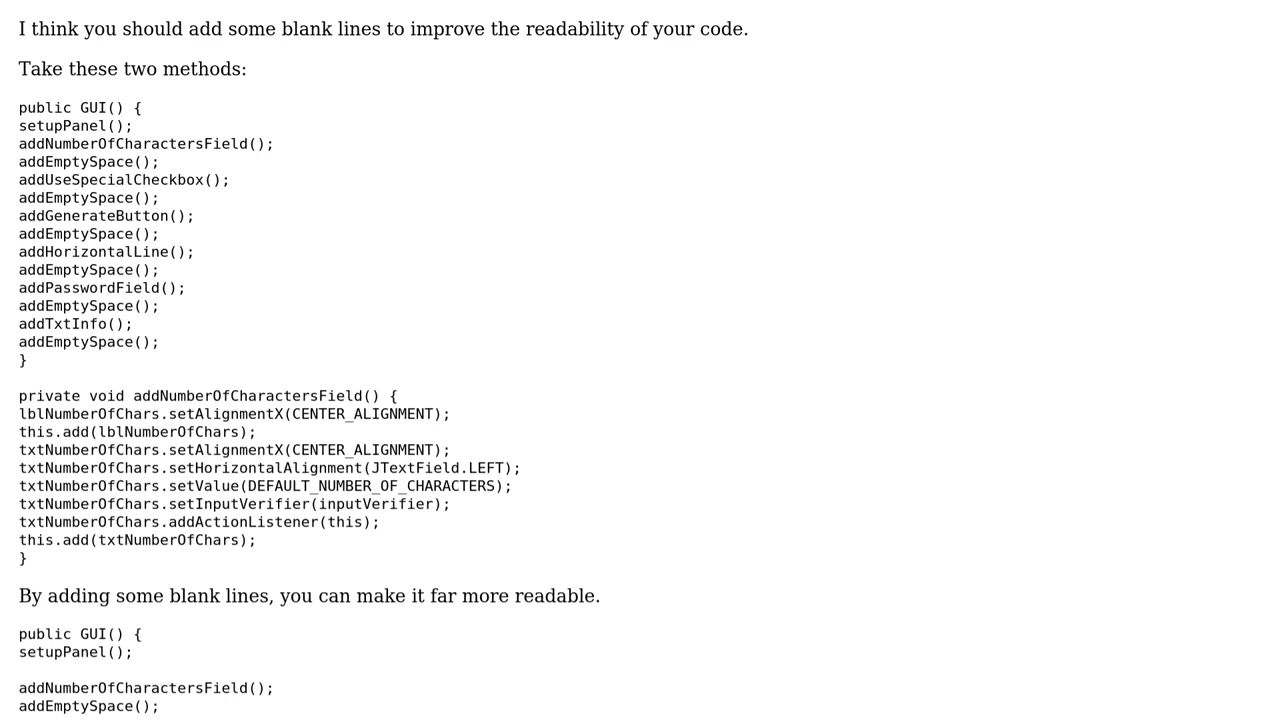 I think you should add some blank lines to improve the readability of your code.
Take these two methods:
public GUI() {
setupPanel();
addNumberOfCharactersField();
addEmptySpace();
addUseSpecialCheckbox();
addEmptySpace();
addGenerateButton();
addEmptySpace();
addHorizontalLine();
addEmptySpace();
addPasswordField();
addEmptySpace();
addTxtInfo();
addEmptySpace();
}
private void addNumberOfCharactersField() {
lblNumberOfChars.setAlignmentX(CENTER_ALIGNMENT);
this.add(lblNumberOfChars);
txtNumberOfChars.setAlignmentX(CENTER_ALIGNMENT);
txtNumberOfChars.setHorizontalAlignment(JTextField.LEFT);
txtNumberOfChars.setValue(DEFAULT_NUMBER_OF_CHARACTERS);
txtNumberOfChars.setInputVerifier(inputVerifier);
txtNumberOfChars.addActionListener(this);
this.add(txtNumberOfChars);
}
By adding some blank lines, you can make it far more readable.
public GUI() {
setupPanel();
addNumberOfCharactersField();
addEmptySpace();